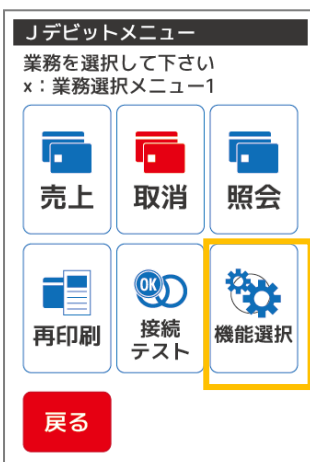 Jデビットメニュー
業務を選択して下さい
x：業務選択メニュー1
売上
取消
照会
再印刷
OK
接続
テスト
機能選択
戻る